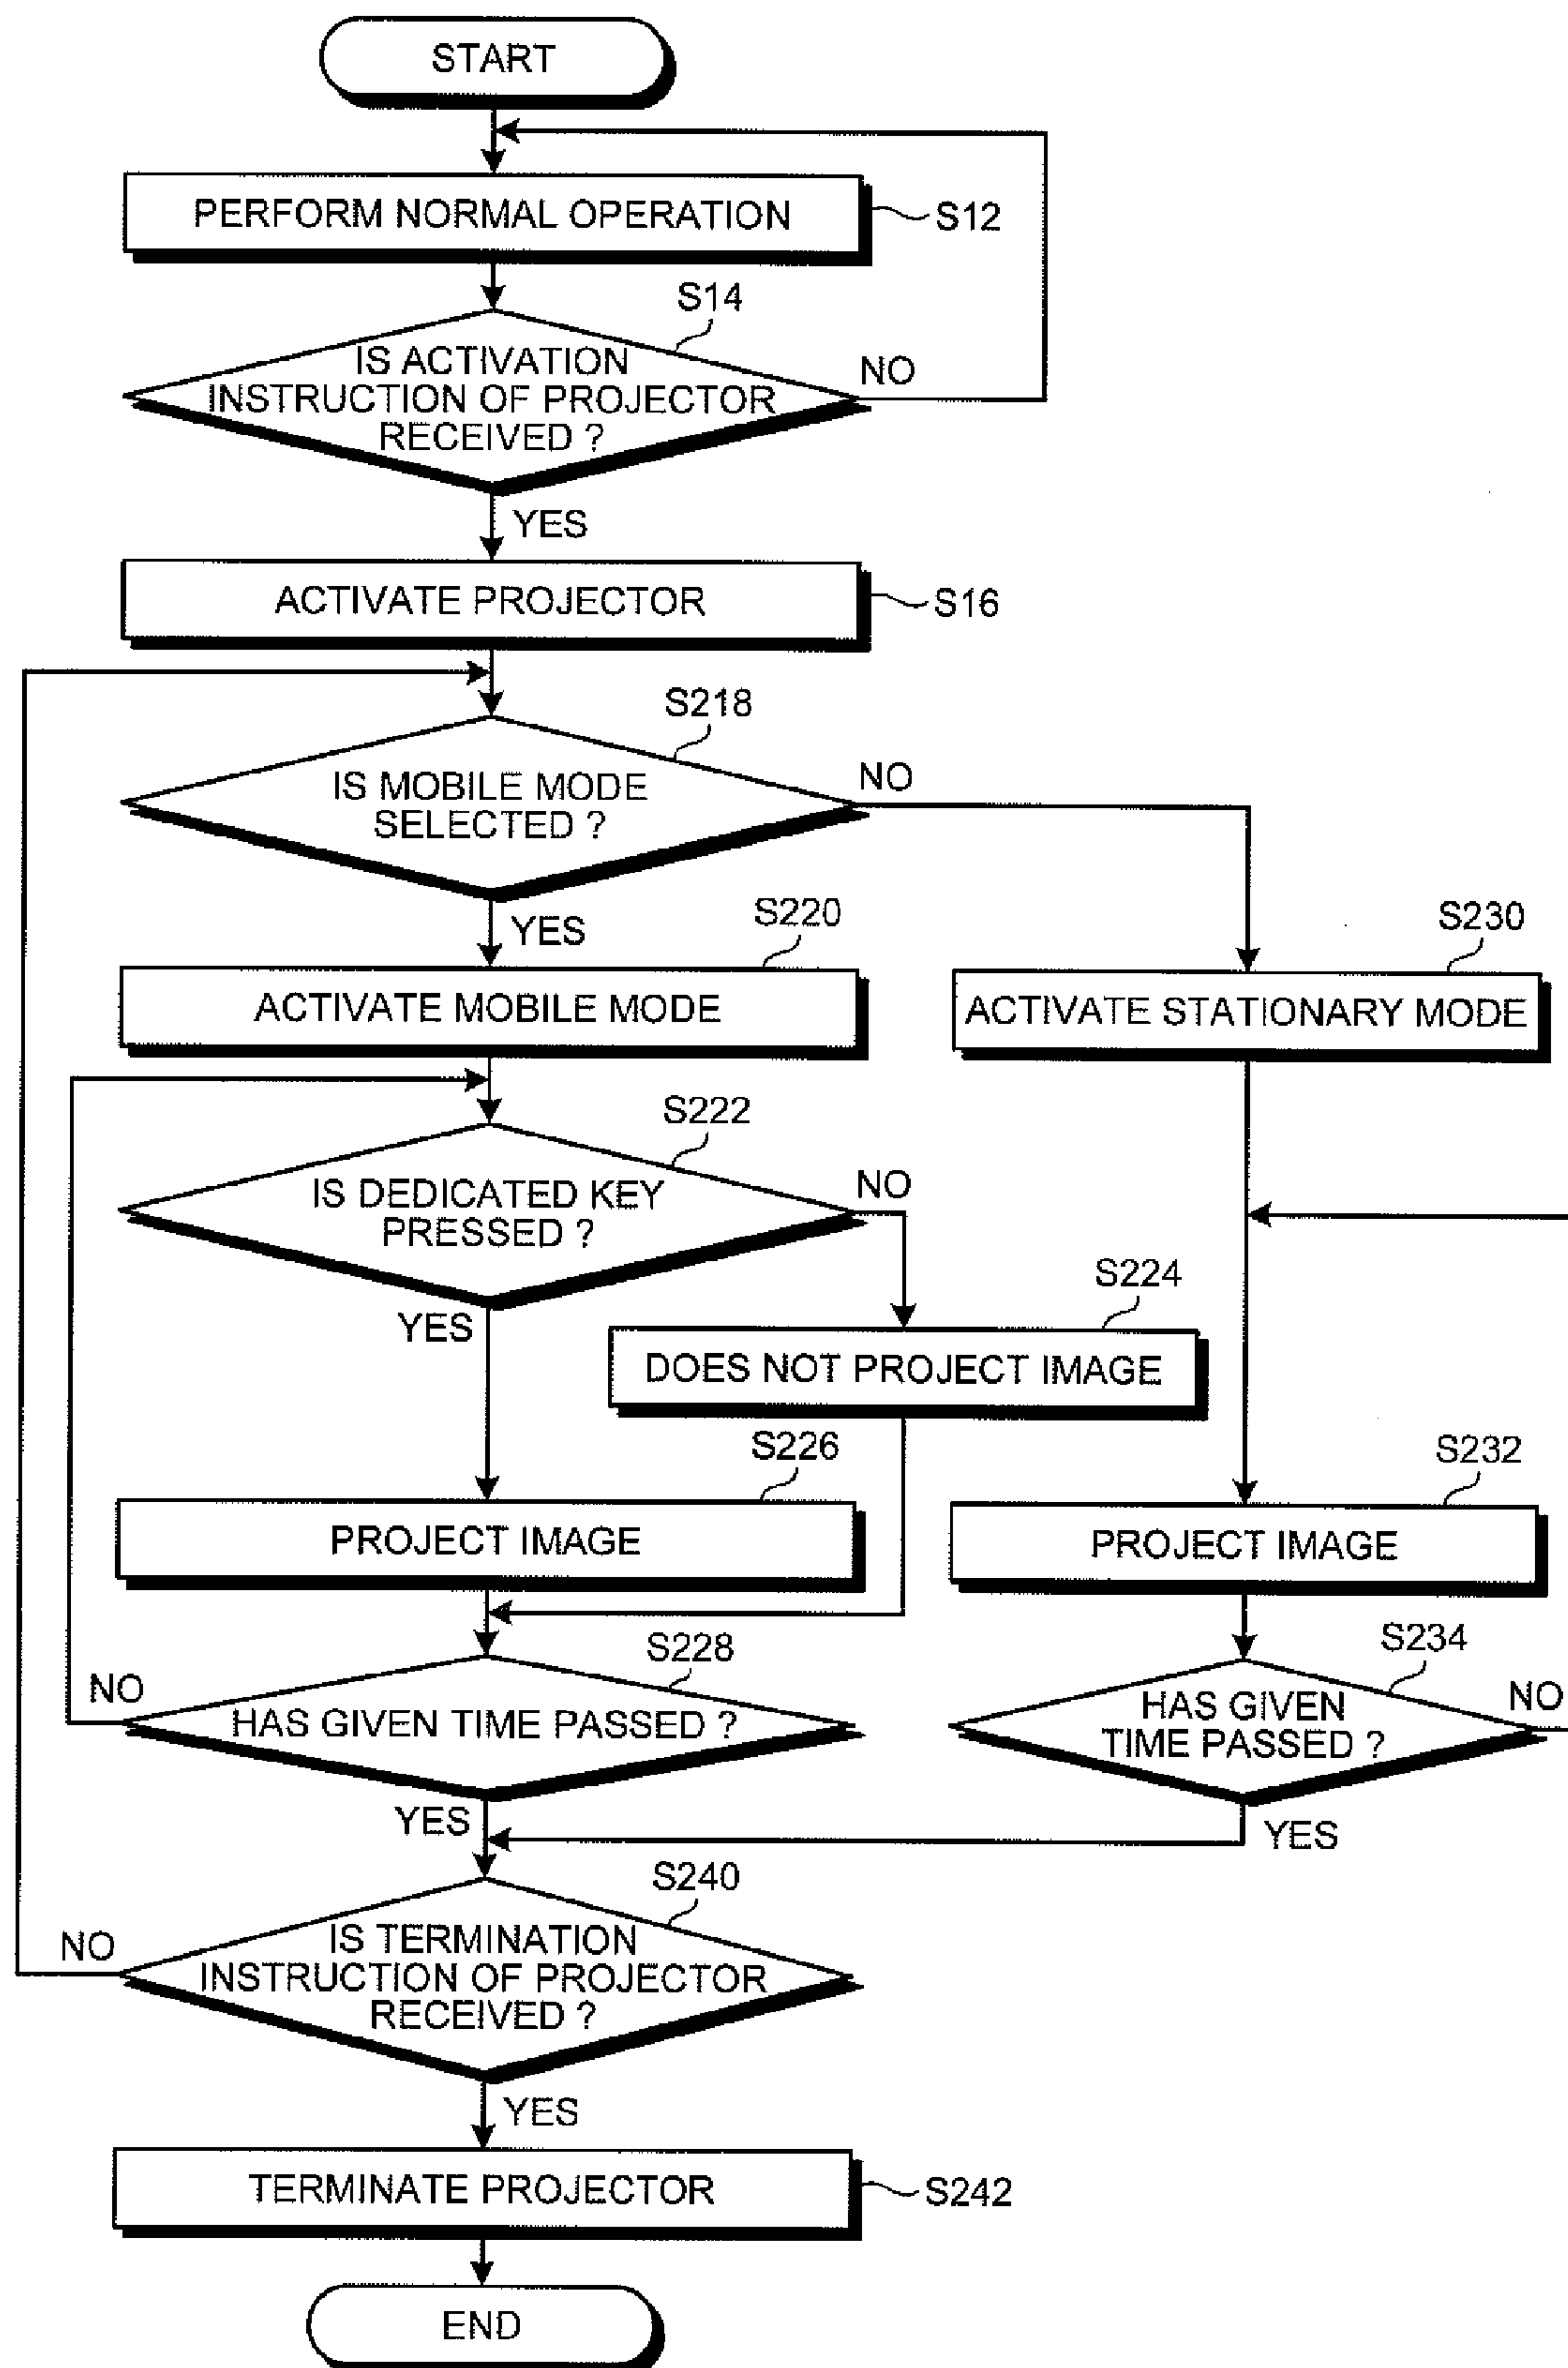 START
PERFORM NORMAL OPERATION
S12
S14
IS ACTIVATION
INSTRUCTION OF PROJECTOR
RECEIVED ?
NO
YES
ACTIVATE PROJECTOR
S16
S218
IS MOBILE MODE
SELECTED ?
NO
YES
S220
ACTIVATE MOBILE MODE
S230
ACTIVATE STATIONARY MODE
S222
IS DEDICATED KEY
PRESSED ?
NO
YES
S224
DOES NOT PROJECT IMAGE
S226
PROJECT IMAGE
S232
PROJECT IMAGE
S228
HAS GIVEN TIME PASSED ?
NO
YES
S234
HAS GIVEN
TIME PASSED ?
NO
YES
S240
IS TERMINATION
INSTRUCTION OF PROJECTOR
RECEIVED ?
NO
YES
TERMINATE PROJECTOR
S242
END